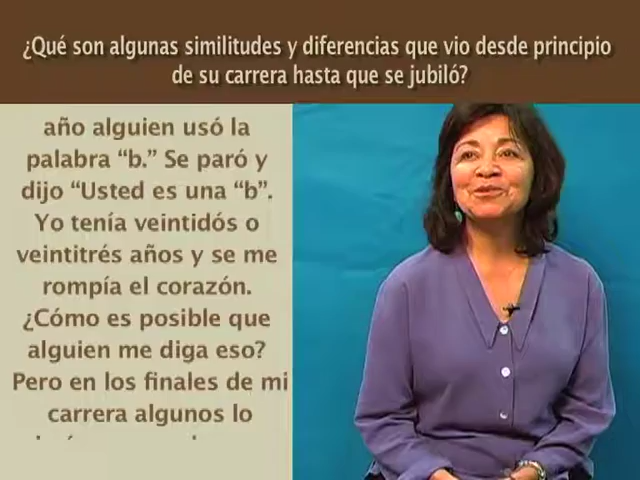 ¿Qué son algunas similitudes y diferencias que vio desde principio
de su carrera hasta que se jubiló?
año alguien usó la
palabra “b.” Se paró y
dijo “Usted es una “b”.
Yo tenía veintidós o
veintitrés años y se me
rompía el corazón.
¿Cómo es posible que
alguien me diga eso?
Pero en los finales de mi
carrera algunos lo